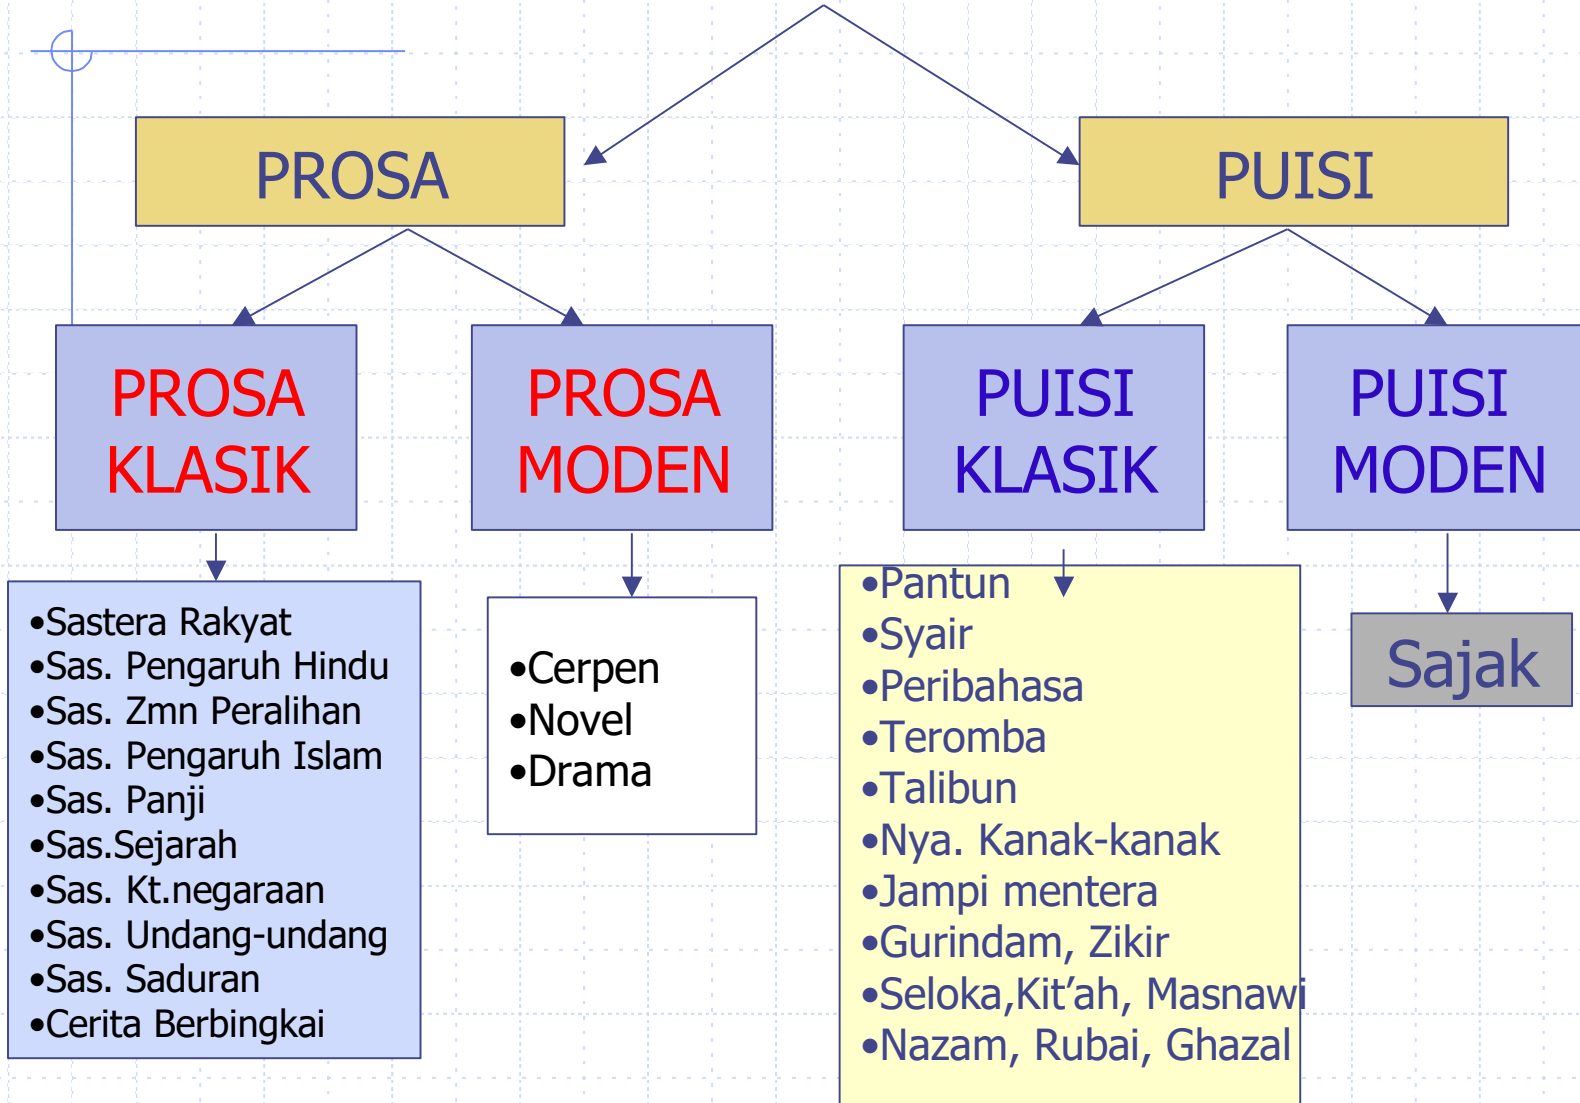 PROSA
PUISI
PROSA
KLASIK
PROSA
MODEN
PUISI
KLASIK
PUISI
MODEN
•Sastera Rakyat
•Sas. Pengaruh Hindu
•Sas. Zmn Peralihan
•Sas. Pengaruh Islam
•Sas. Panji
•Sas.Sejarah
•Sas. Kt.negaraan
•Sas. Undang-undang
•Sas. Saduran
•Cerita Berbingkai
•Cerpen
•Novel
•Drama
•Pantun
•Syair
•Peribahasa
•Teromba
•Talibun
•Nya. Kanak-kanak
•Jampi mentera
•Gurindam, Zikir
•Seloka,Kit’ah, Masnawi
•Nazam, Rubai, Ghazal
Sajak